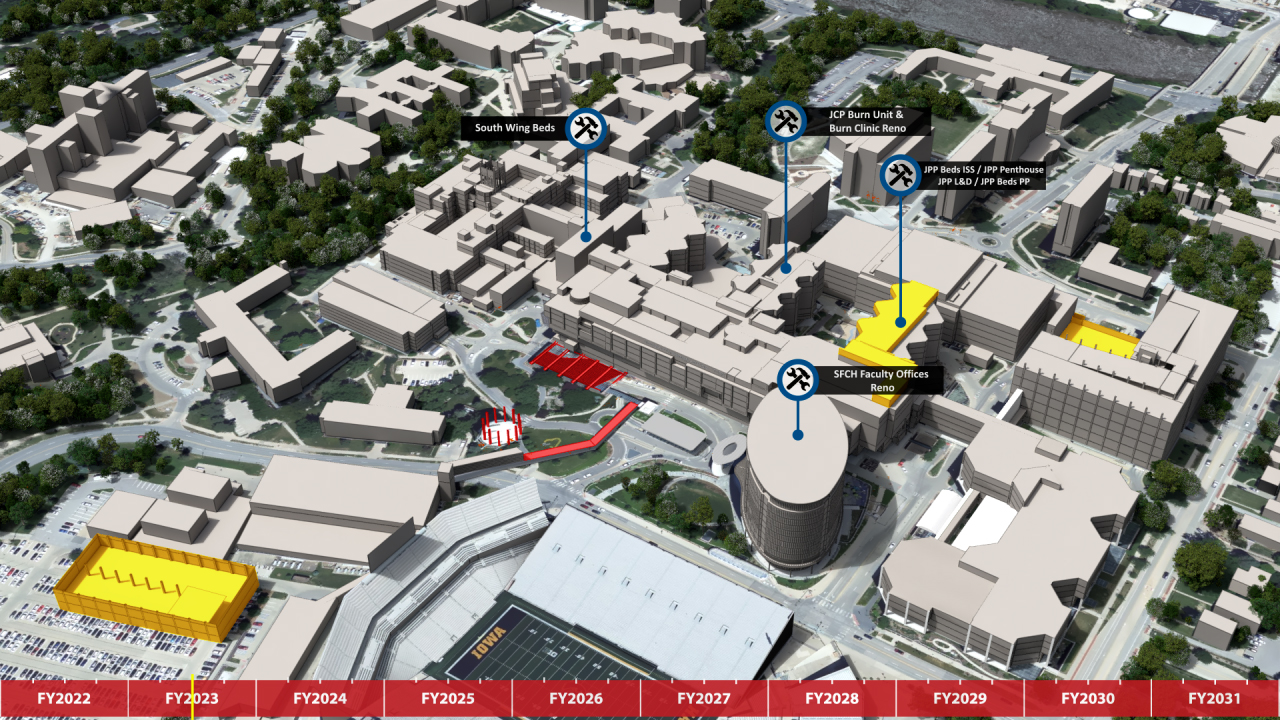 South Wing Beds
JCP Burn Unit &
Burn Clinic Reno
JPP Beds ISS / JPP Penthouse
JPP L&D / JPP Beds PP
SFCH Faculty Offices
Reno
IOWA
FY2022
FY2023
FY2024
FY2025
FY2026
FY2027
FY2028
FY2029
FY2030
FY2031